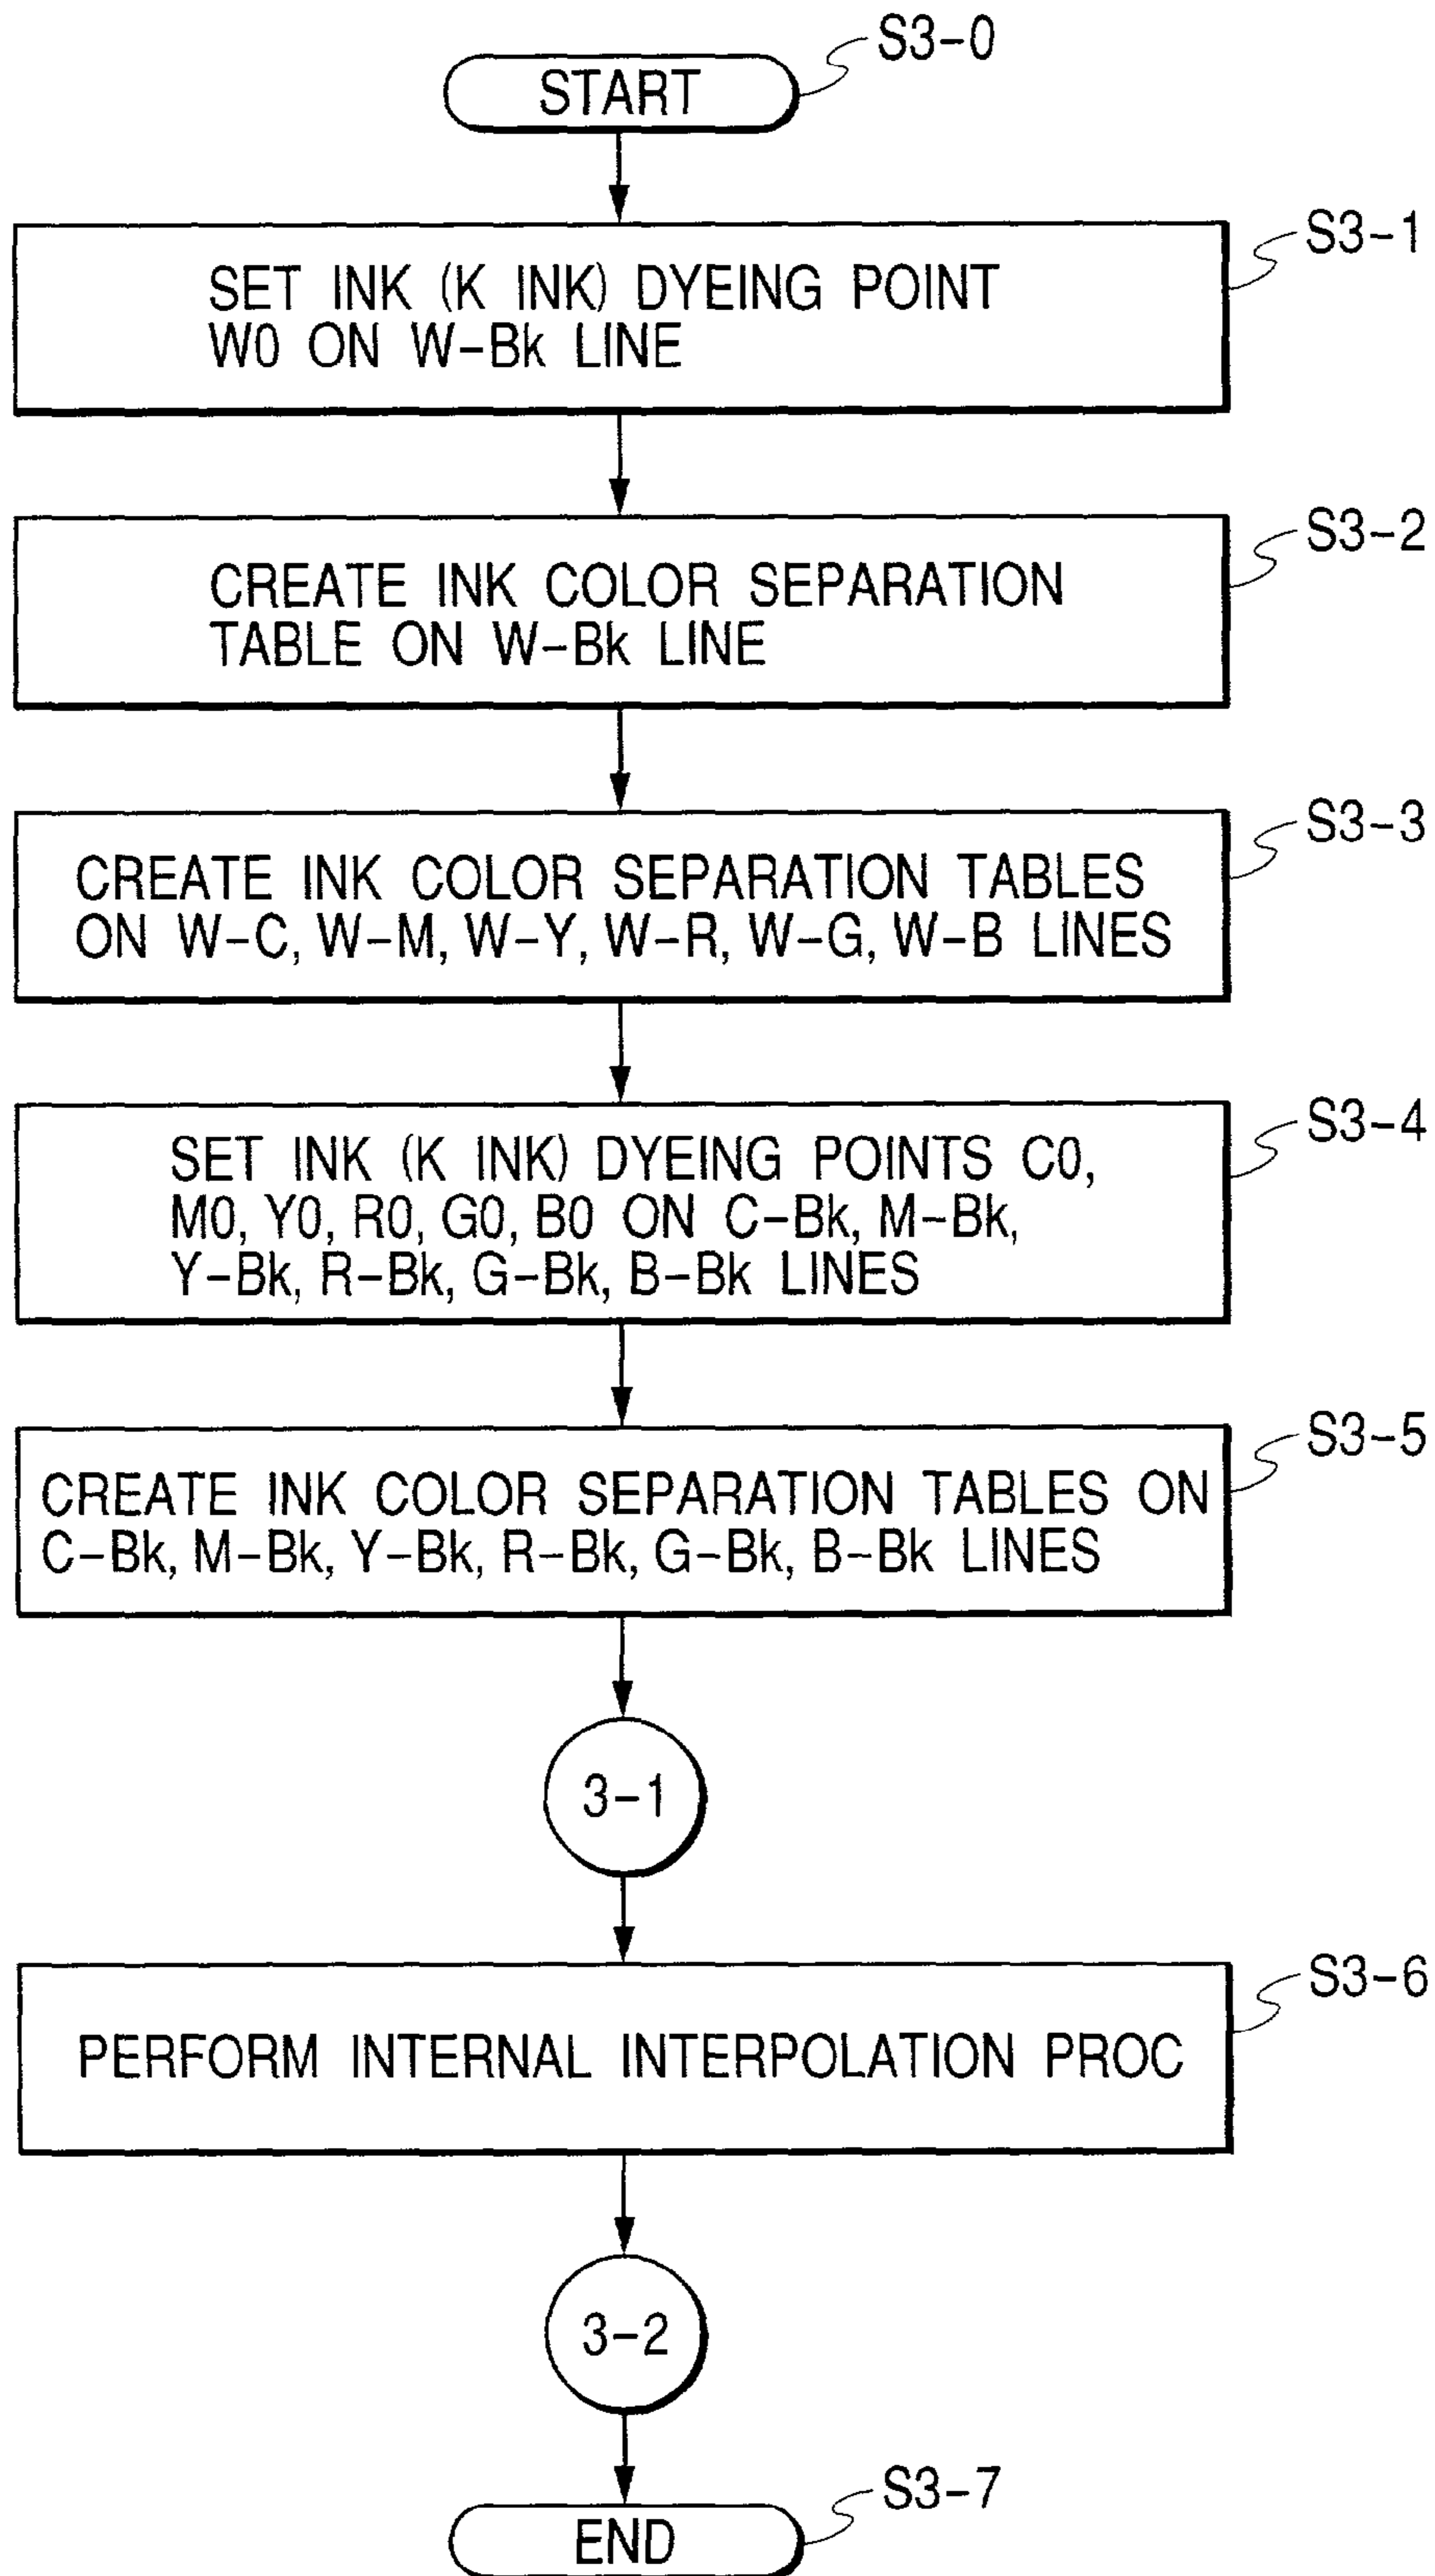 S3-0
START
S3-1
SET INK (K INK) DYEING POINT
W0 ON W-Bk LINE
S3-2
CREATE INK COLOR SEPARATION
TABLE ON W-Bk LINE
S3-3
CREATE INK COLOR SEPARATION TABLES
ON W-C, W-M, W-Y, W-R, W-G, W-B LINES
S3-4
SET INK (K INK) DYEING POINTS C0,
M0, Y0, R0, G0, B0 ON C-Bk, M-Bk,
Y-Bk, R-Bk, G-Bk, B-Bk LINES
S3-5
CREATE INK COLOR SEPARATION TABLES ON
C-Bk, M-Bk, Y-Bk, R-Bk, G-Bk, B-Bk LINES
3-1
S3-6
PERFORM INTERNAL INTERPOLATION PROC
3-2
S3-7
END